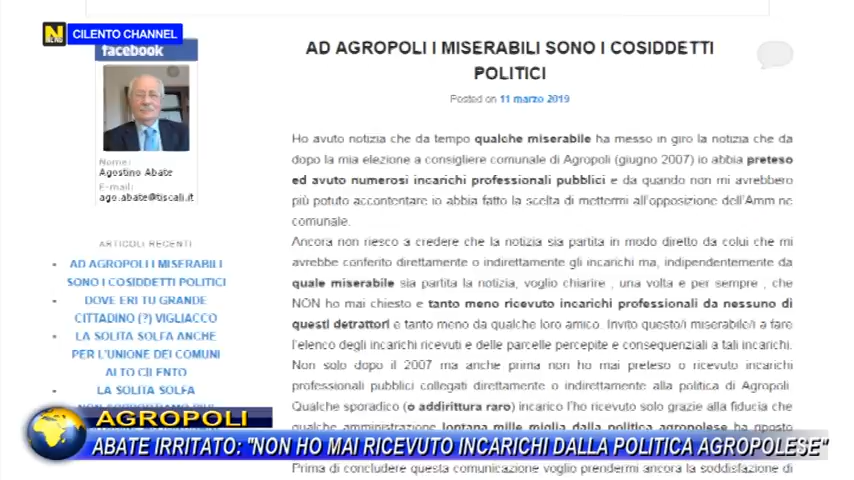 CILENTO CHANNEL
facebook
Nome:
Agostino Abate
E-mail:
ago.abate@tiscali.it
ARTICOLI RECENTI
AD AGROPOLI I MISERABILI
SONO I COSIDDETTI POLITICI
DOVE ERI TU GRANDE
CITTADINO (?) VIGLIACCO
LA SOLITA SOLFA ANCHE
PER L'UNIONE DEI COMUNI
ALTO CILENTO
LA SOLITA SOLFA
AD AGROPOLI I MISERABILI SONO I COSIDDETTI
POLITICI
Posted on 11 marzo 2019
Ho avuto notizia che da tempo qualche miserabile ha messo in giro la notizia che da
dopo la mia elezione a consigliere comunale di Agropoli (giugno 2007) io abbia preteso
ed avuto numerosi incarichi professionali pubblici e da quando non mi avrebbero
più potuto accontentare io abbia fatto la scelta di mettermi all'opposizione dell'Amm.ne
comunale.
Ancora non riesco a credere che la notizia sia partita in modo diretto da colui che mi
avrebbe conferito direttamente o indirettamente gli incarichi ma, indipendentemente da
quale miserabile sia partita la notizia, voglio chiarire , una volta e per sempre , che
NON ho mai chiesto e tanto meno ricevuto incarichi professionali da nessuno di
questi detrattori e tanto meno da qualche loro amico. Invito questo/i miserabile/i a fare
l'elenco degli incarichi ricevuti e delle parcelle percepite e consequenziali a tali incarichi.
Non solo dopo il 2007 ma anche prima non ho mai preteso o ricevuto incarichi
professionali pubblici collegati direttamente o indirettamente alla politica di Agropoli.
Qualche sporadico (o addirittura raro) incarico l'ho ricevuto solo grazie alla fiducia che
qualche amministrazione lontana mille miglia dalla politica agropolese ha riposto
Prima di concludere questa comunicazione voglio prendermi ancora la soddisfazione di
AGROPOLI
ABATE IRRITATO: "NON HO MAI RICEVUTO INCARICHI DALLA POLITICA AGROPOLESE"